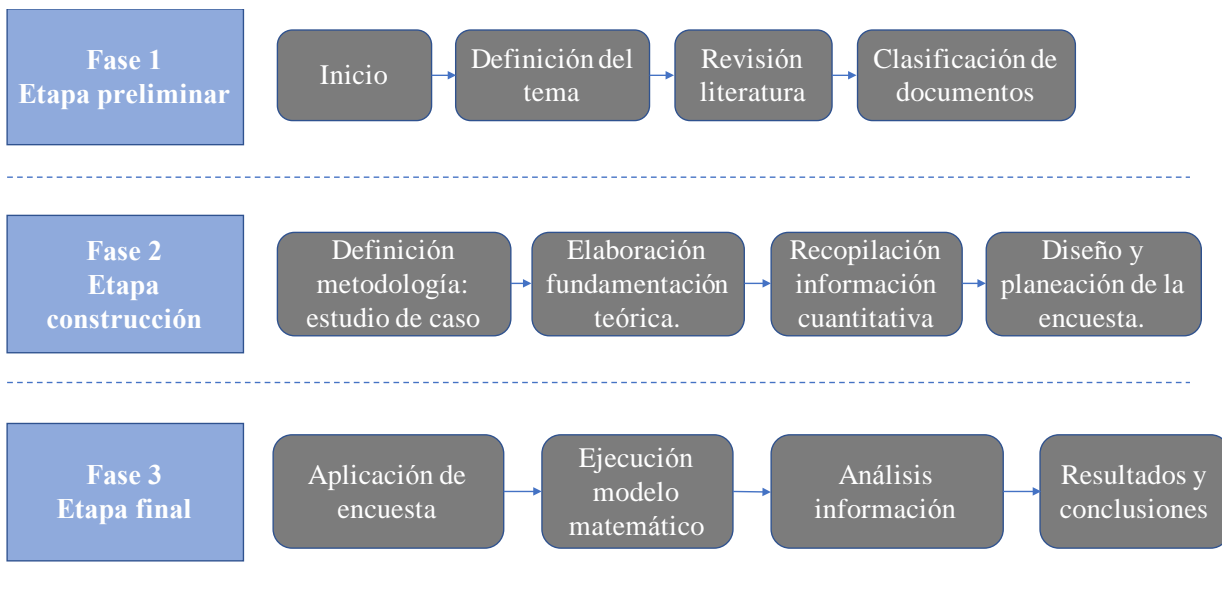 Fase 1
Etapa preliminar
Inicio
Definición del
tema
Revisión
literatura
Clasificación de
documentos
Fase 2
Etapa
construcción
Definición
metodología:
estudio de caso
Elaboración
fundamentación
teórica.
Recopilación
información
cuantitativa
Diseño y
planeación de la
encuesta.
Fase 3
Etapa final
Aplicación de
encuesta
Ejecución
modelo
matemático
Análisis
información
Resultados y
conclusiones